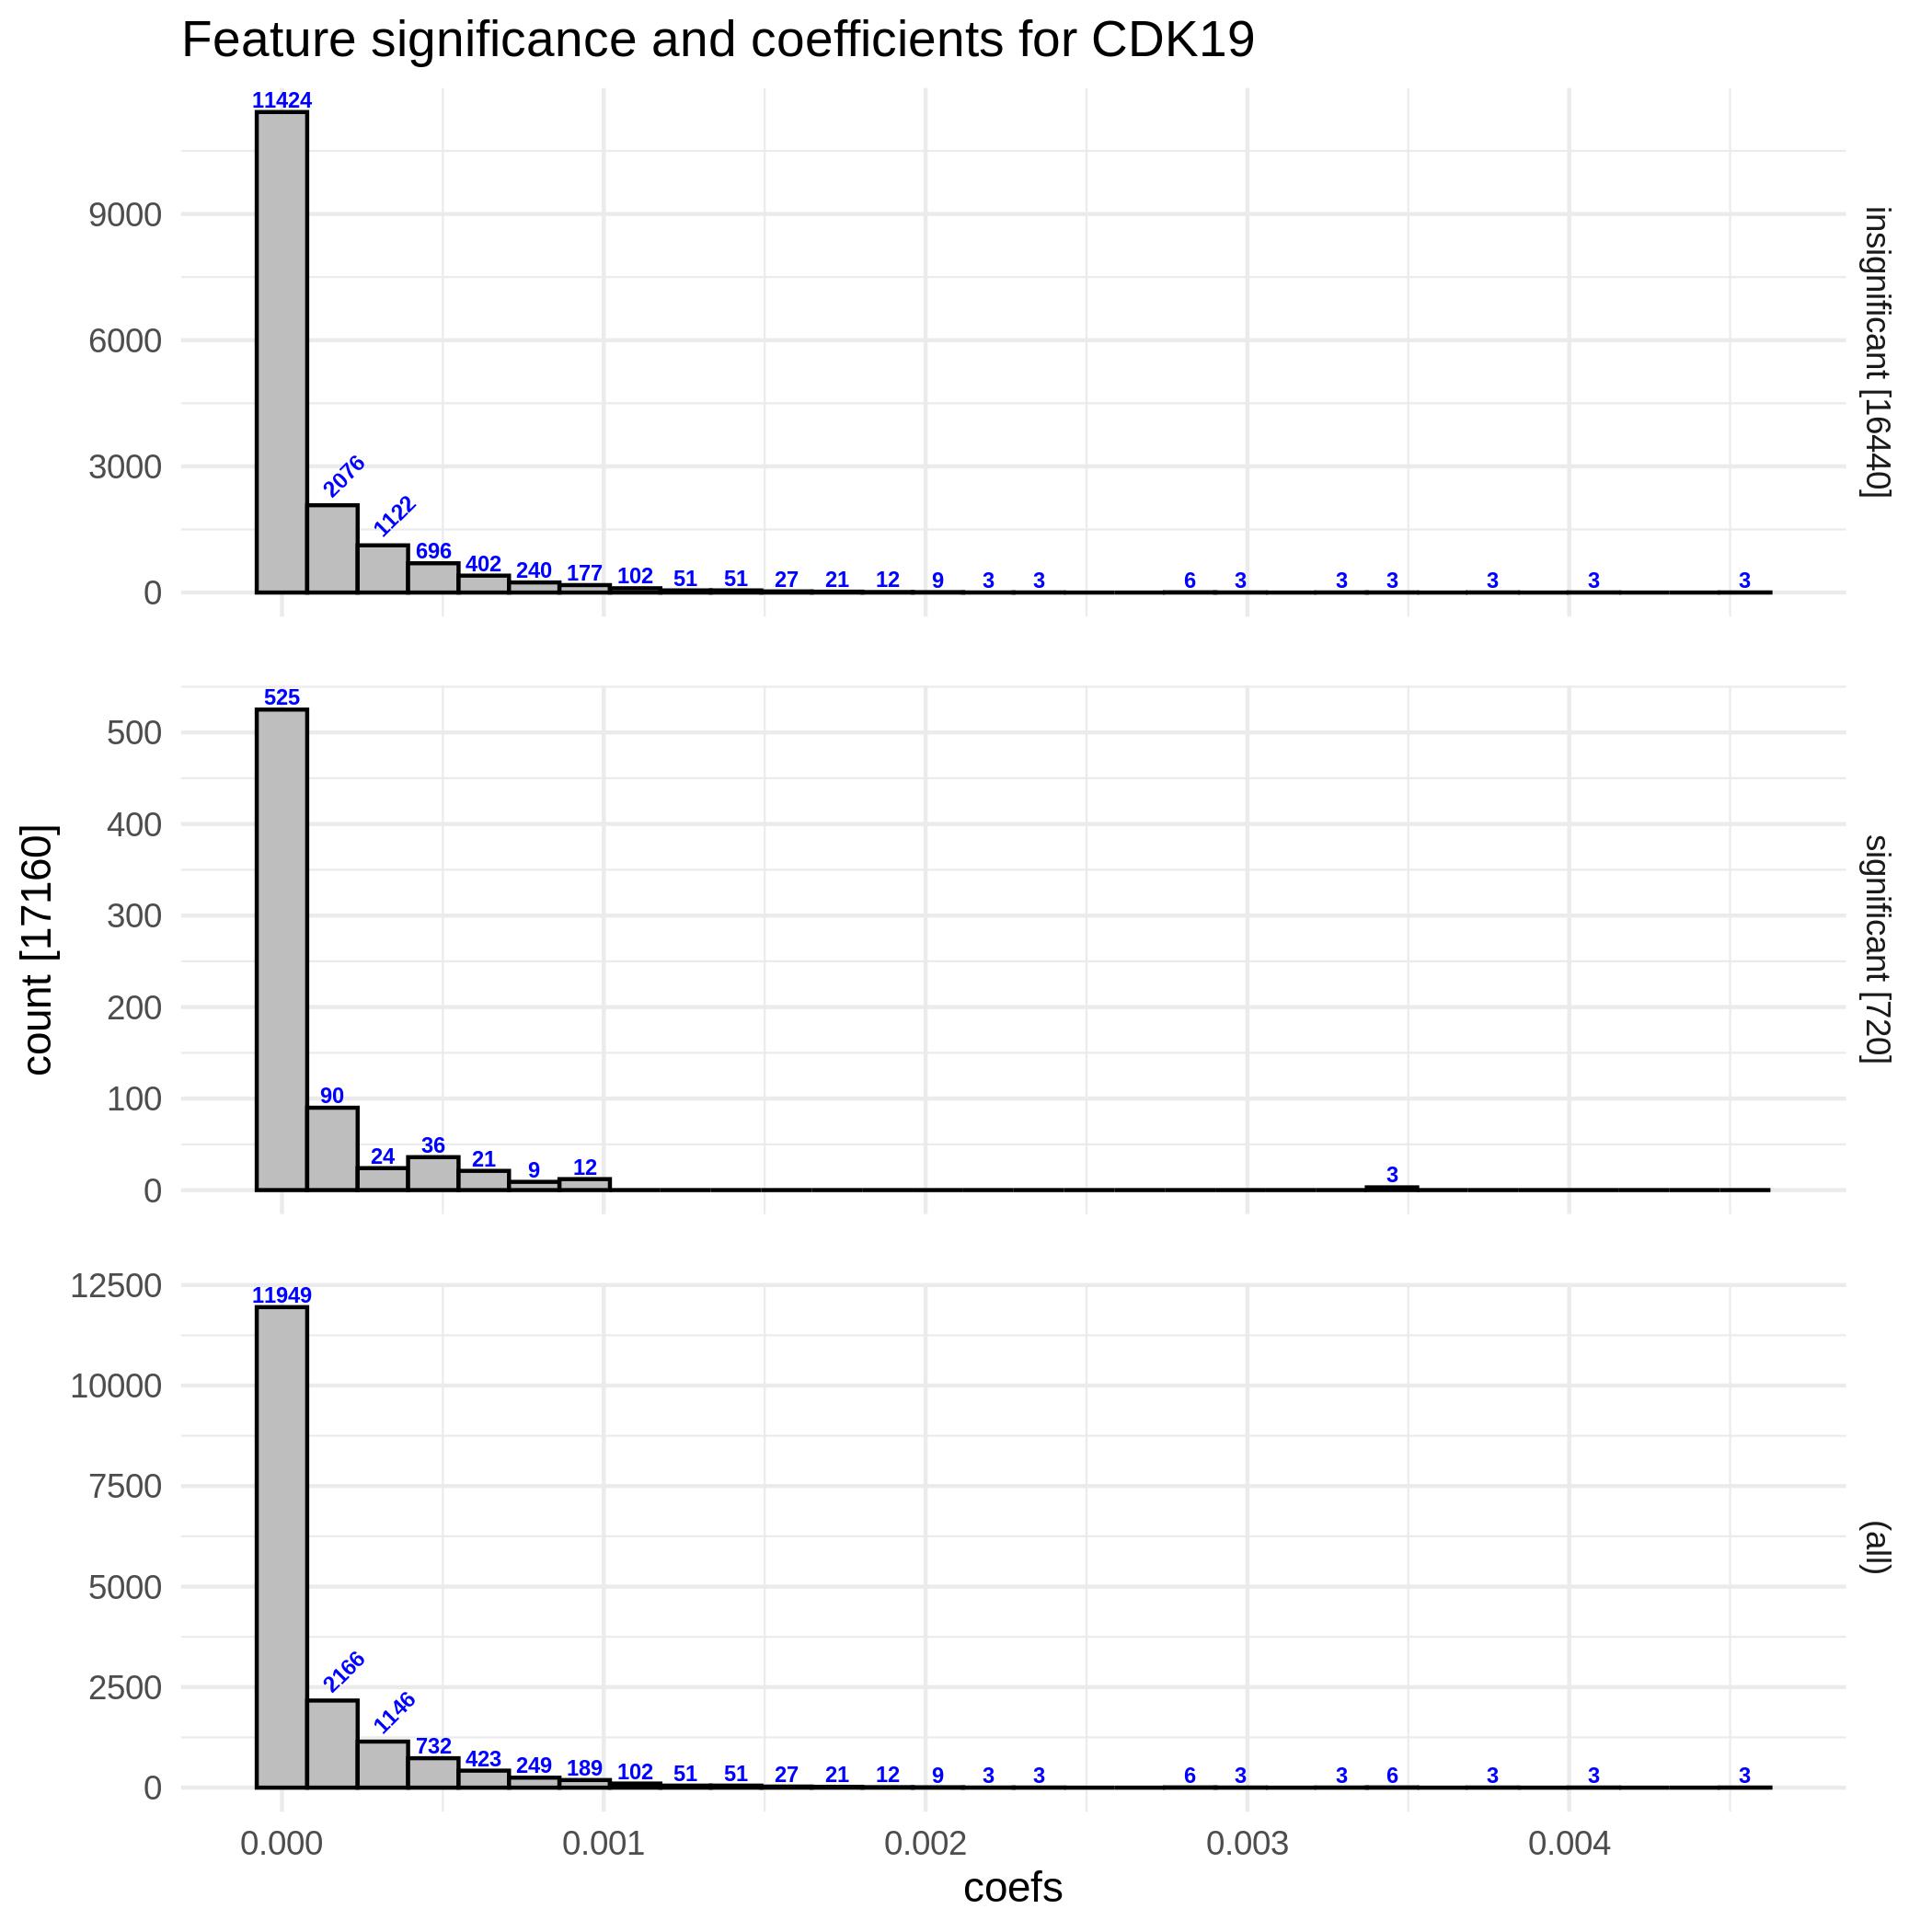 Feature significance and coefficients for CDK19
11424
2076
1122
696 402 240 177 102 51 51 27 21 12 9 3 3 6 3 3 3 3 3 3
9000
6000
3000
0
insignificant [16440]
525
90
24 36 21 9 12 3
500
400
300
200
100
0
significant [720]
count [17160]
11949
2166
1146
732 423 249 189 102 51 51 27 21 12 9 3 3 6 3 3 6 3 3 3
12500
10000
7500
5000
2500
0
(all)
0.000 0.001 0.002 0.003 0.004
coefs